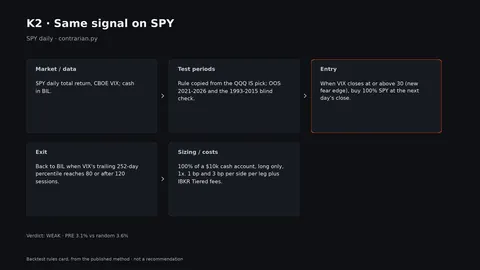 K2 · Same signal on SPY
SPY daily · contrarian.py
Market / data
SPY daily total return, CBOE VIX; cash
in BIL.
Test periods
Rule copied from the QQQ IS pick; OOS
2021-2026 and the 1993-2015 blind
check.
Entry
When VIX closes at or above 30 (new
fear edge), buy 100% SPY at the next
day's close.
Exit
Back to BIL when VIX's trailing 252-day
percentile reaches 80 or after 120
sessions.
Sizing / costs
100% of a $10k cash account, long only,
1x. 1 bp and 3 bp per side per leg plus
IBKR Tiered fees.
Verdict: WEAK · PRE 3.1% vs random 3.6%
Backtest rules card, from the published method · not a recommendation